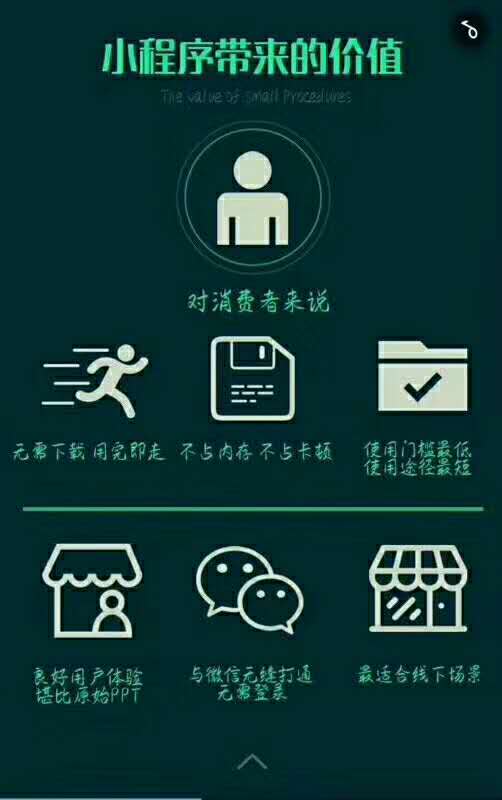 小程序带来的价值
The value of small Procedures
对消费者来说
无需下载 用完即走
不占内存 不占卡顿
使用门槛最低
使用途径最短
良好用户体验
堪比原始PPT
与微信无缝打通
无需登录
最适合线下场景